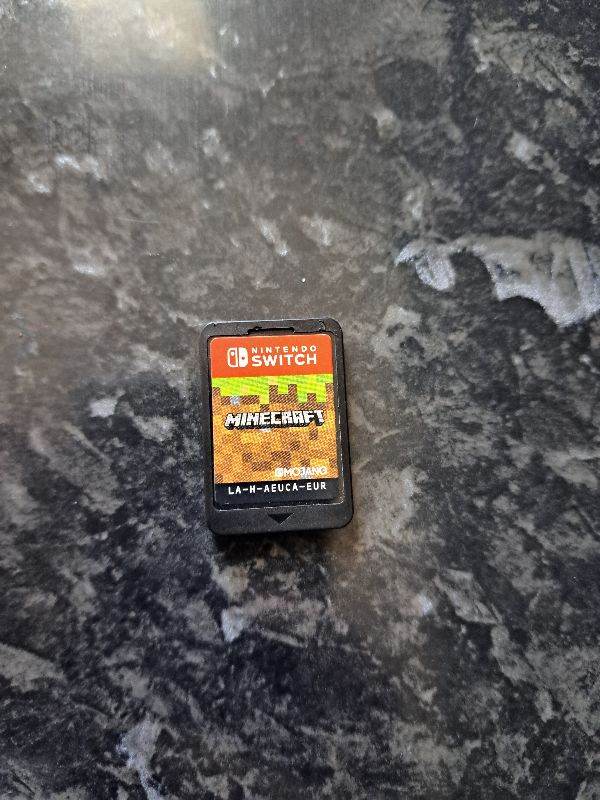 NINTENDO
SWITCH
MINECRAFT
MOJANG
LA-H-AEUCA-EUR